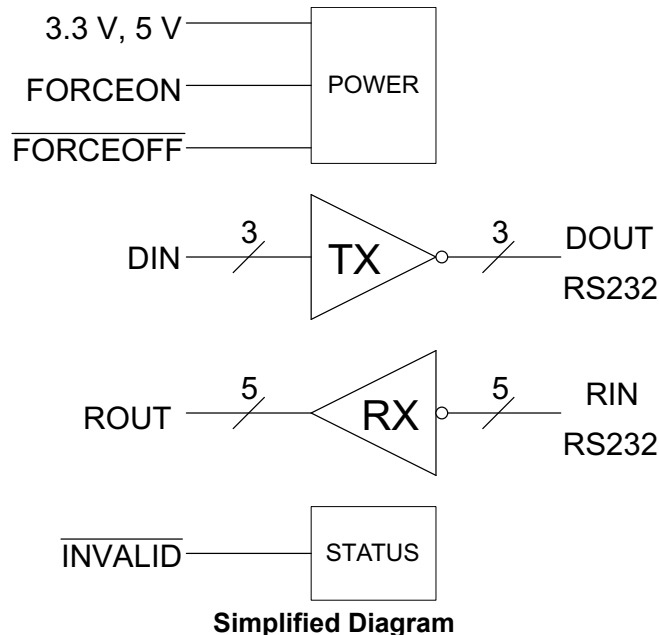 3.3 V, 5 V
POWER
FORCEON
FORCEOFF
3
3
DOUT
DIN
TX
RS232
5
5
RIN
ROUT
RX
RS232
INVALID
STATUS
Simplified Diagram